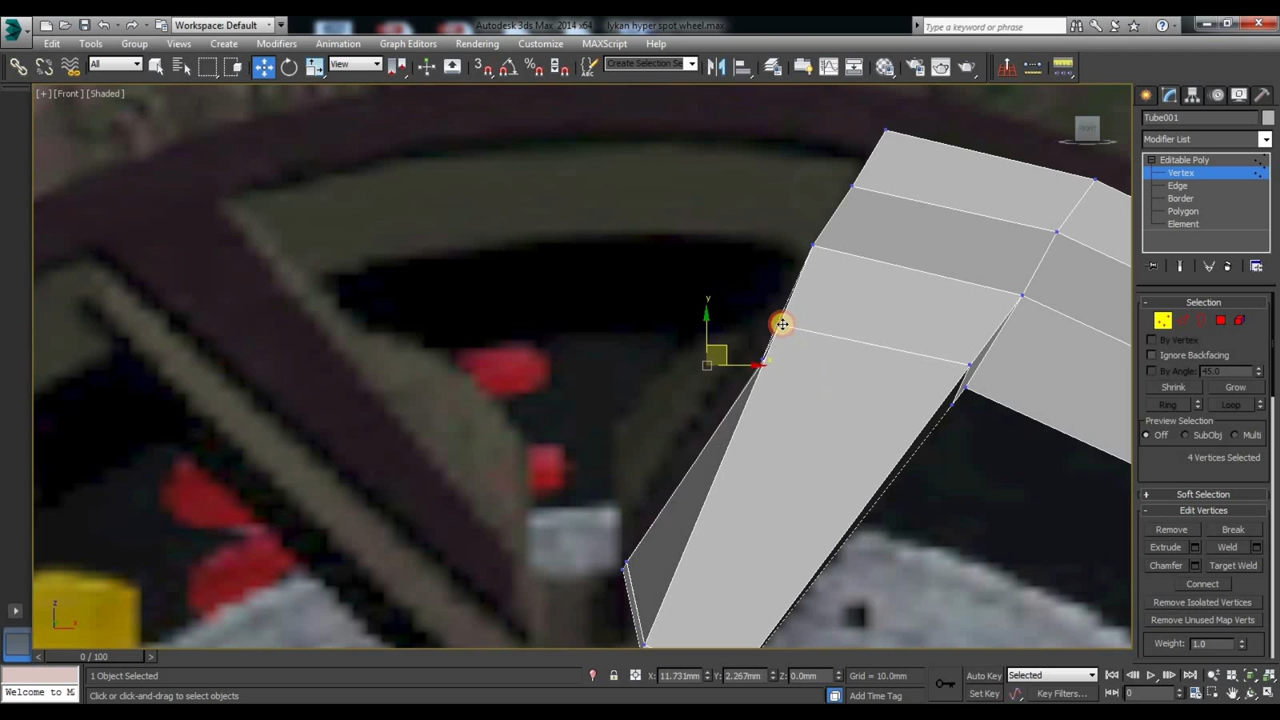 Workspace: Default
Autodesk 3ds Max 2014 x64
lykan hyper spot wheel.max
Type a keyword or phrase
Edit Tools Group Views Create Modifiers Animation Graph Editors Rendering Customize MAXScript Help
All
View
Create Selection Se
[+] [Front] [Shaded]
FRONT
y
z
x
Tube001
Modifier List
Editable Poly
Vertex
Edge
Border
Polygon
Element
Selection
By Vertex
Ignore Backfacing
By Angle: 45.0
Shrink Grow
Ring Loop
Preview Selection
Off SubObj Multi
4 Vertices Selected
Soft Selection
Edit Vertices
Remove Break
Extrude Weld
Chamfer Target Weld
Connect
Remove Isolated Vertices
Remove Unused Map Verts
Weight: 1.0
0 / 100
1 Object Selected
X: 11.731mm Y: 2.267mm Z: 0.0mm Grid = 10.0mm
Auto Key Selected
Welcome to M
Click or click-and-drag to select objects
Add Time Tag
Set Key Key Filters... 0